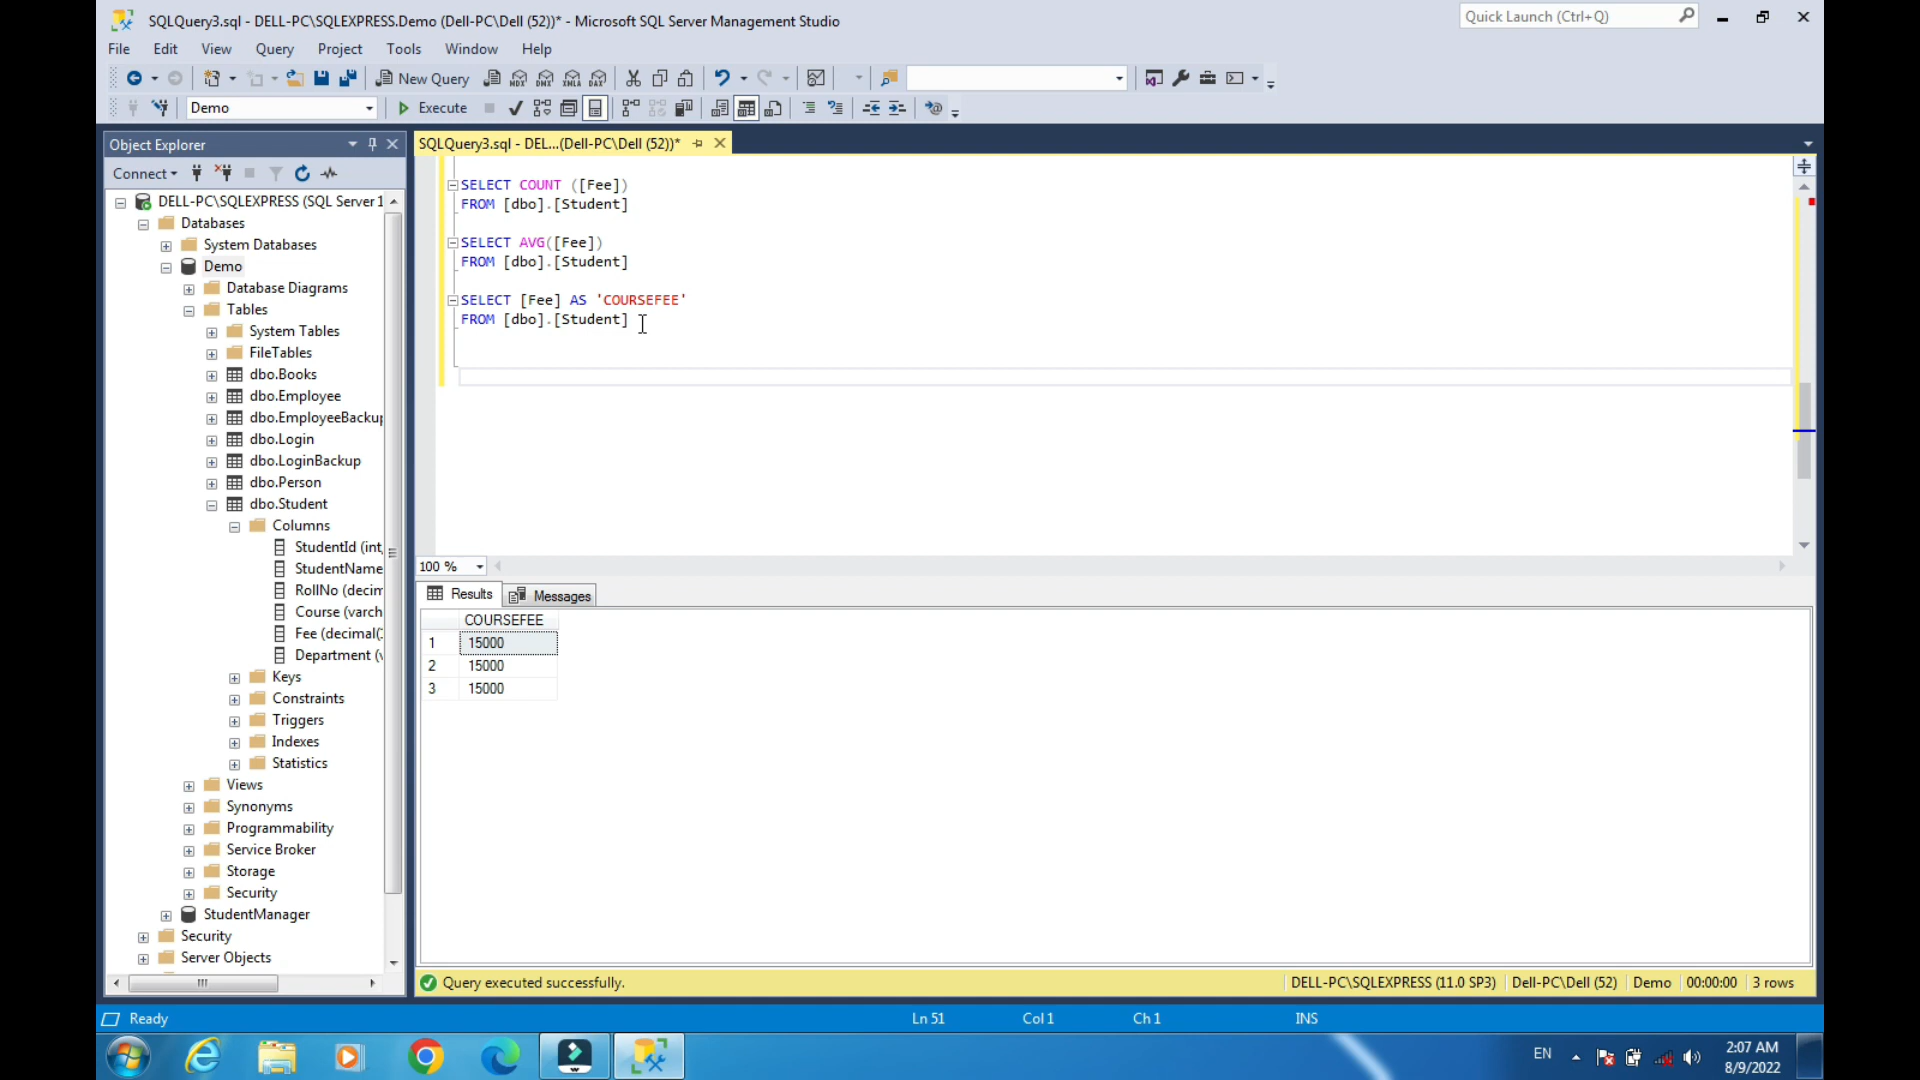 SQLQuery3.sql - DELL-PC\SQLEXPRESS.Demo (Dell-PC\Dell (52))* - Microsoft SQL Server Management Studio
Quick Launch (Ctrl+Q)
File Edit View Query Project Tools Window Help
New Query MDX DMX XMLA DAX
Demo Execute
Object Explorer
SQLQuery3.sql - DEL...(Dell-PC\Dell (52))*
Connect
DELL-PC\SQLEXPRESS (SQL Server 1
Databases
System Databases
Demo
Database Diagrams
Tables
System Tables
FileTables
dbo.Books
dbo.Employee
dbo.EmployeeBackup
dbo.Login
dbo.LoginBackup
dbo.Person
dbo.Student
Columns
StudentId (int,
StudentName
RollNo (decim
Course (varch
Fee (decimal(
Department (v
Keys
Constraints
Triggers
Indexes
Statistics
Views
Synonyms
Programmability
Service Broker
Storage
Security
StudentManager
Security
Server Objects
SELECT COUNT ([Fee])
FROM [dbo].[Student]
SELECT AVG([Fee])
FROM [dbo].[Student]
SELECT [Fee] AS 'COURSEFEE'
FROM [dbo].[Student]
100 %
Results Messages
COURSEFEE
1 15000
2 15000
3 15000
Query executed successfully. DELL-PC\SQLEXPRESS (11.0 SP3) Dell-PC\Dell (52) Demo 00:00:00 3 rows
Ready Ln 51 Col 1 Ch 1 INS
EN
2:07 AM
8/9/2022